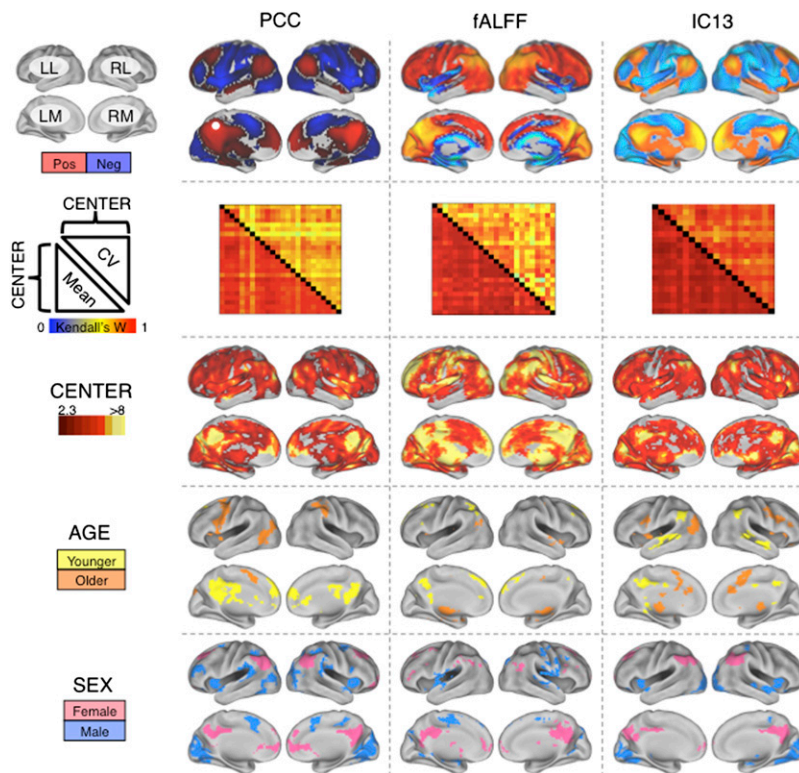 PCC fALFF IC13
LL RL
LM RM
Pos Neg
CENTER
CENTER
CV
Mean
0 Kendall's W 1
CENTER
2.3 >8
AGE
Younger
Older
SEX
Female
Male